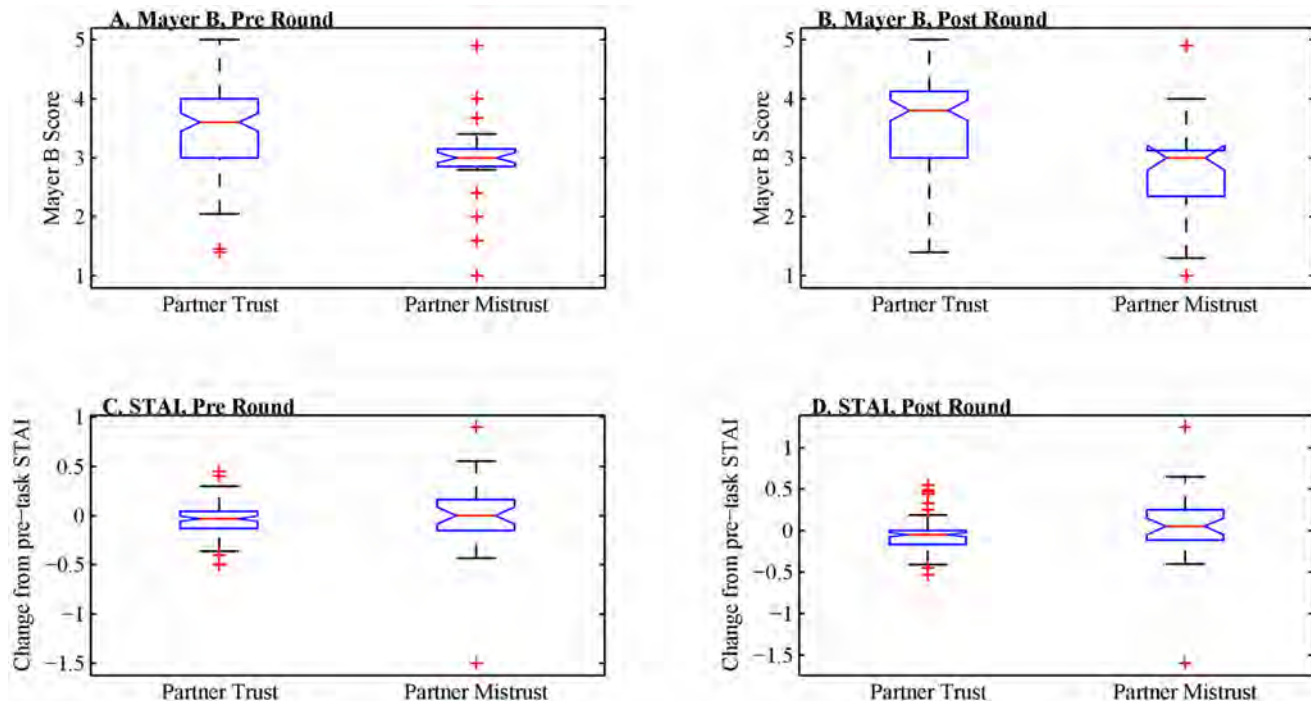 A. Mayer B, Pre Round
5
4
3
2
1
Mayer B Score
Partner Trust
Partner Mistrust
B. Mayer B, Post Round
5
4
3
2
1
Mayer B Score
Partner Trust
Partner Mistrust
C. STAI, Pre Round
1
0.5
0
−0.5
−1
−1.5
Change from pre−task STAI
Partner Trust
Partner Mistrust
D. STAI, Post Round
1
0.5
0
−0.5
−1
−1.5
Change from pre−task STAI
Partner Trust
Partner Mistrust